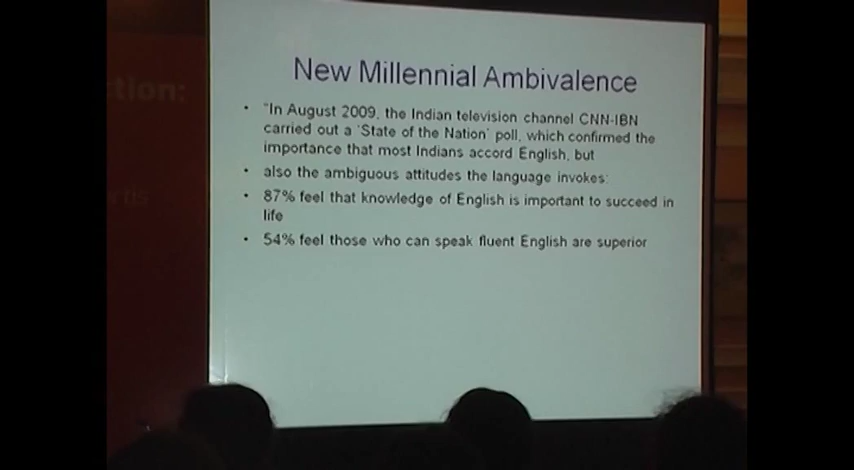 tion:
New Millennial Ambivalence
• "In August 2009, the Indian television channel CNN-IBN
carried out a 'State of the Nation' poll, which confirmed the
importance that most Indians accord English, but
• also the ambiguous attitudes the language invokes:
• 87% feel that knowledge of English is important to succeed in
life
• 54% feel those who can speak fluent English are superior